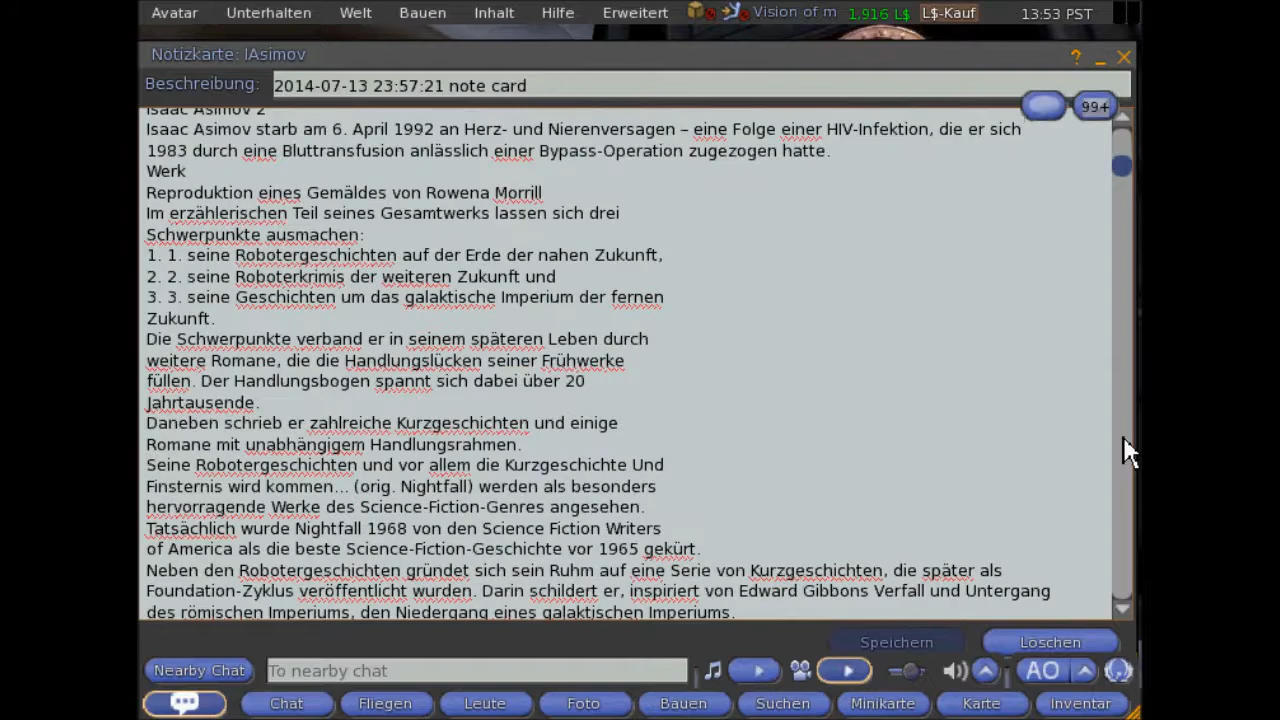 Avatar Unterhalten Welt Bauen Inhalt Hilfe Erweitert Vision of m 1,916 L$ L$-Kauf 13:53 PST
Notizkarte: IAsimov ? _
Beschreibung: 2014-07-13 23:57:21 note card
99+
Isaac Asimov 2
Isaac Asimov starb am 6. April 1992 an Herz- und Nierenversagen – eine Folge einer HIV-Infektion, die er sich
1983 durch eine Bluttransfusion anlässlich einer Bypass-Operation zugezogen hatte.
Werk
Reproduktion eines Gemäldes von Rowena Morrill
Im erzählerischen Teil seines Gesamtwerks lassen sich drei
Schwerpunkte ausmachen:
1. 1. seine Robotergeschichten auf der Erde der nahen Zukunft,
2. 2. seine Roboterkrimis der weiteren Zukunft und
3. 3. seine Geschichten um das galaktische Imperium der fernen
Zukunft.
Die Schwerpunkte verband er in seinem späteren Leben durch
weitere Romane, die die Handlungslücken seiner Frühwerke
füllen. Der Handlungsbogen spannt sich dabei über 20
Jahrtausende.
Daneben schrieb er zahlreiche Kurzgeschichten und einige
Romane mit unabhängigem Handlungsrahmen.
Seine Robotergeschichten und vor allem die Kurzgeschichte Und
Finsternis wird kommen... (orig. Nightfall) werden als besonders
hervorragende Werke des Science-Fiction-Genres angesehen.
Tatsächlich wurde Nightfall 1968 von den Science Fiction Writers
of America als die beste Science-Fiction-Geschichte vor 1965 gekürt.
Neben den Robotergeschichten gründet sich sein Ruhm auf eine Serie von Kurzgeschichten, die später als
Foundation-Zyklus veröffentlicht wurden. Darin schildert er, inspiriert von Edward Gibbons Verfall und Untergang
des römischen Imperiums, den Niedergang eines galaktischen Imperiums.
Speichern Löschen
Nearby Chat To nearby chat AO
Chat Fliegen Leute Foto Bauen Suchen Minikarte Karte Inventar